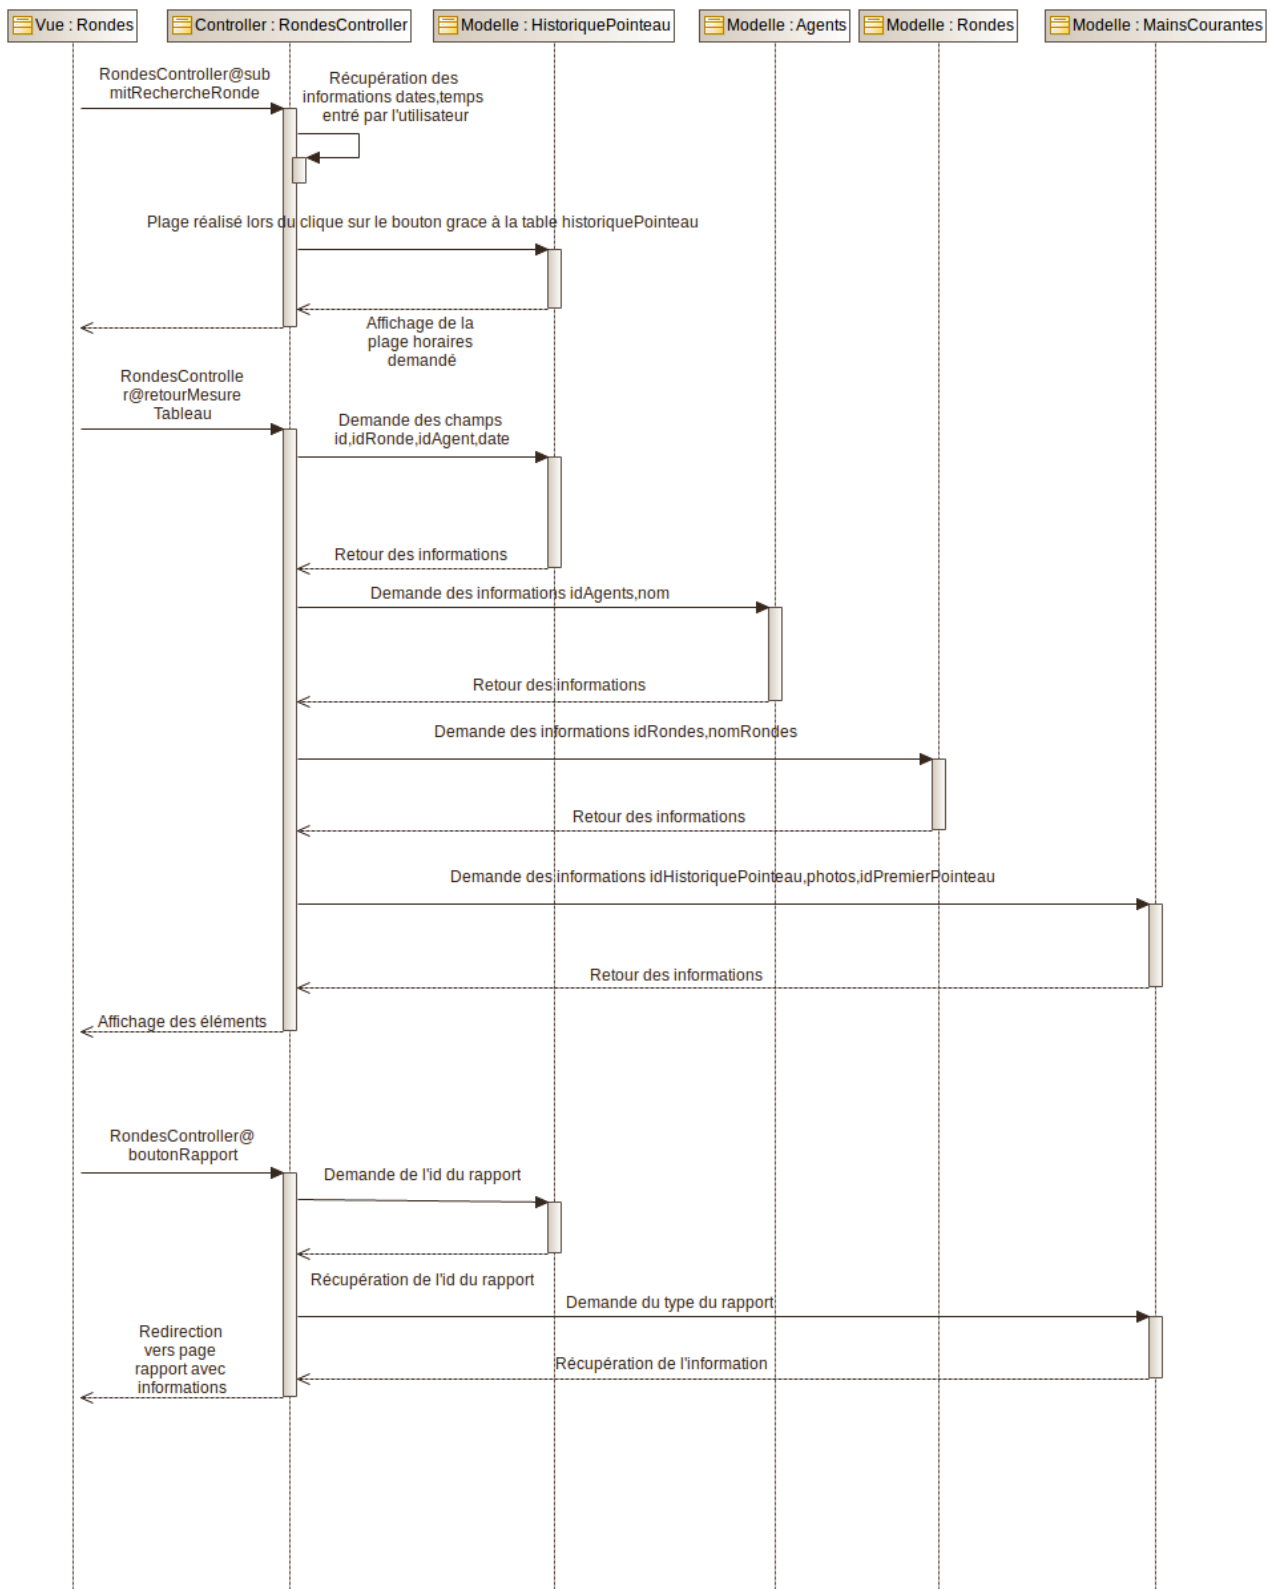 Vue : Rondes
Controller : RondesController
Modelle : HistoriquePointeau
Modelle : Agents
Modelle : Rondes
Modelle : MainsCourantes
RondesController@sub
mitRechercheRonde
Récupération des
informations dates,temps
entré par l'utilisateur
Plage réalisé lors du clique sur le bouton grace à la table historiquePointeau
Affichage de la
plage horaires
demandé
RondesControlle
r@retourMesure
Tableau
Demande des champs
id,idRonde,idAgent,date
Retour des informations
Demande des informations idAgents,nom
Retour des informations
Demande des informations idRondes,nomRondes
Retour des informations
Demande des informations idHistoriquePointeau,photos,idPremierPointeau
Retour des informations
Affichage des éléments
RondesController@
boutonRapport
Demande de l'id du rapport
Récupération de l'id du rapport
Demande du type du rapport
Redirection
vers page
rapport avec
informations
Récupération de l'information